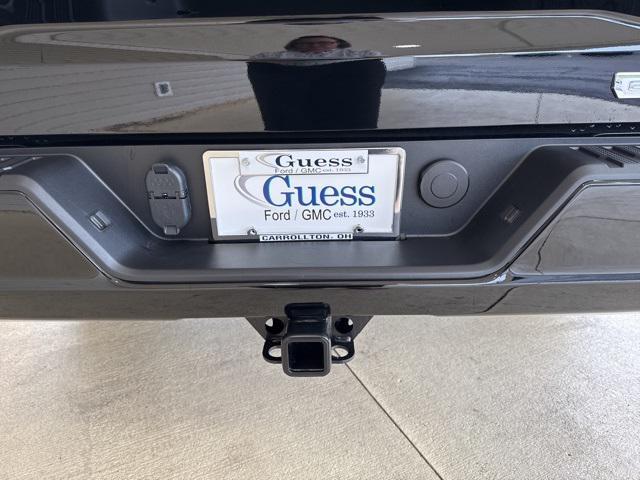 Guess
Ford / GMC est. 1933
Guess
Ford / GMC est. 1933
CARROLLTON, OH